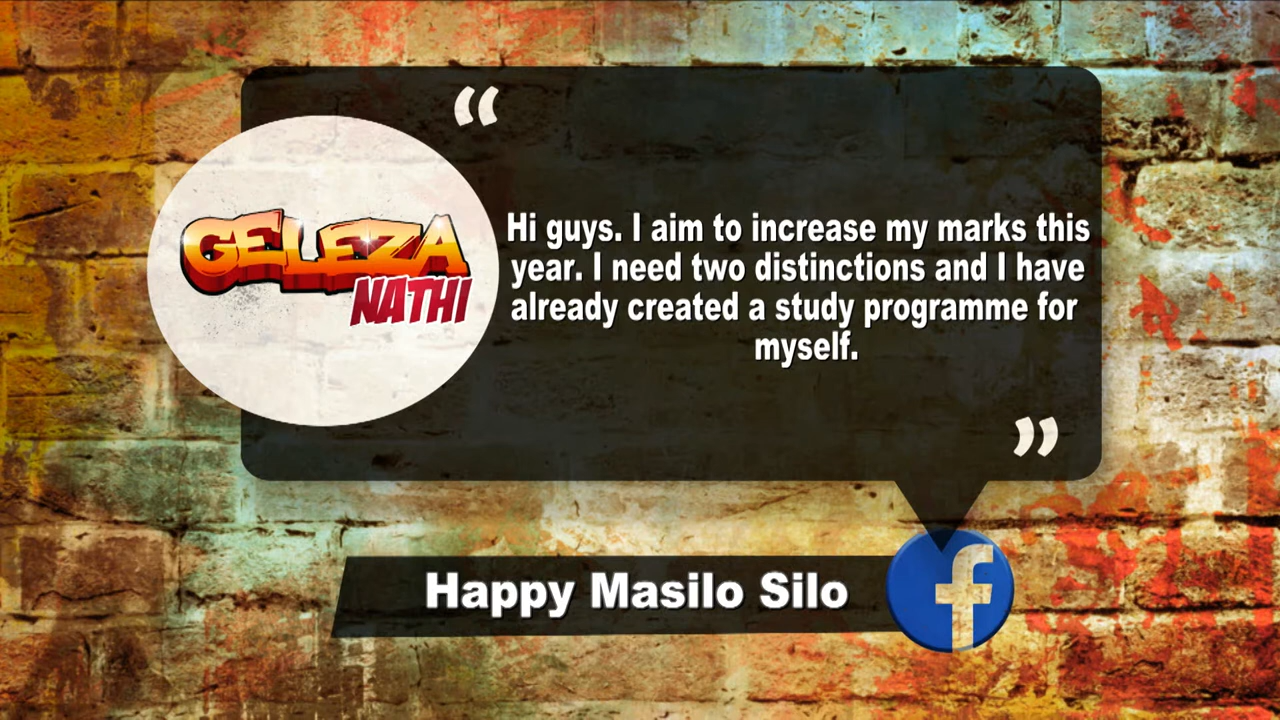 “
GELEZA
NATHI
Hi guys. I aim to increase my marks this
year. I need two distinctions and I have
already created a study programme for
myself.
”
Happy Masilo Silo
f